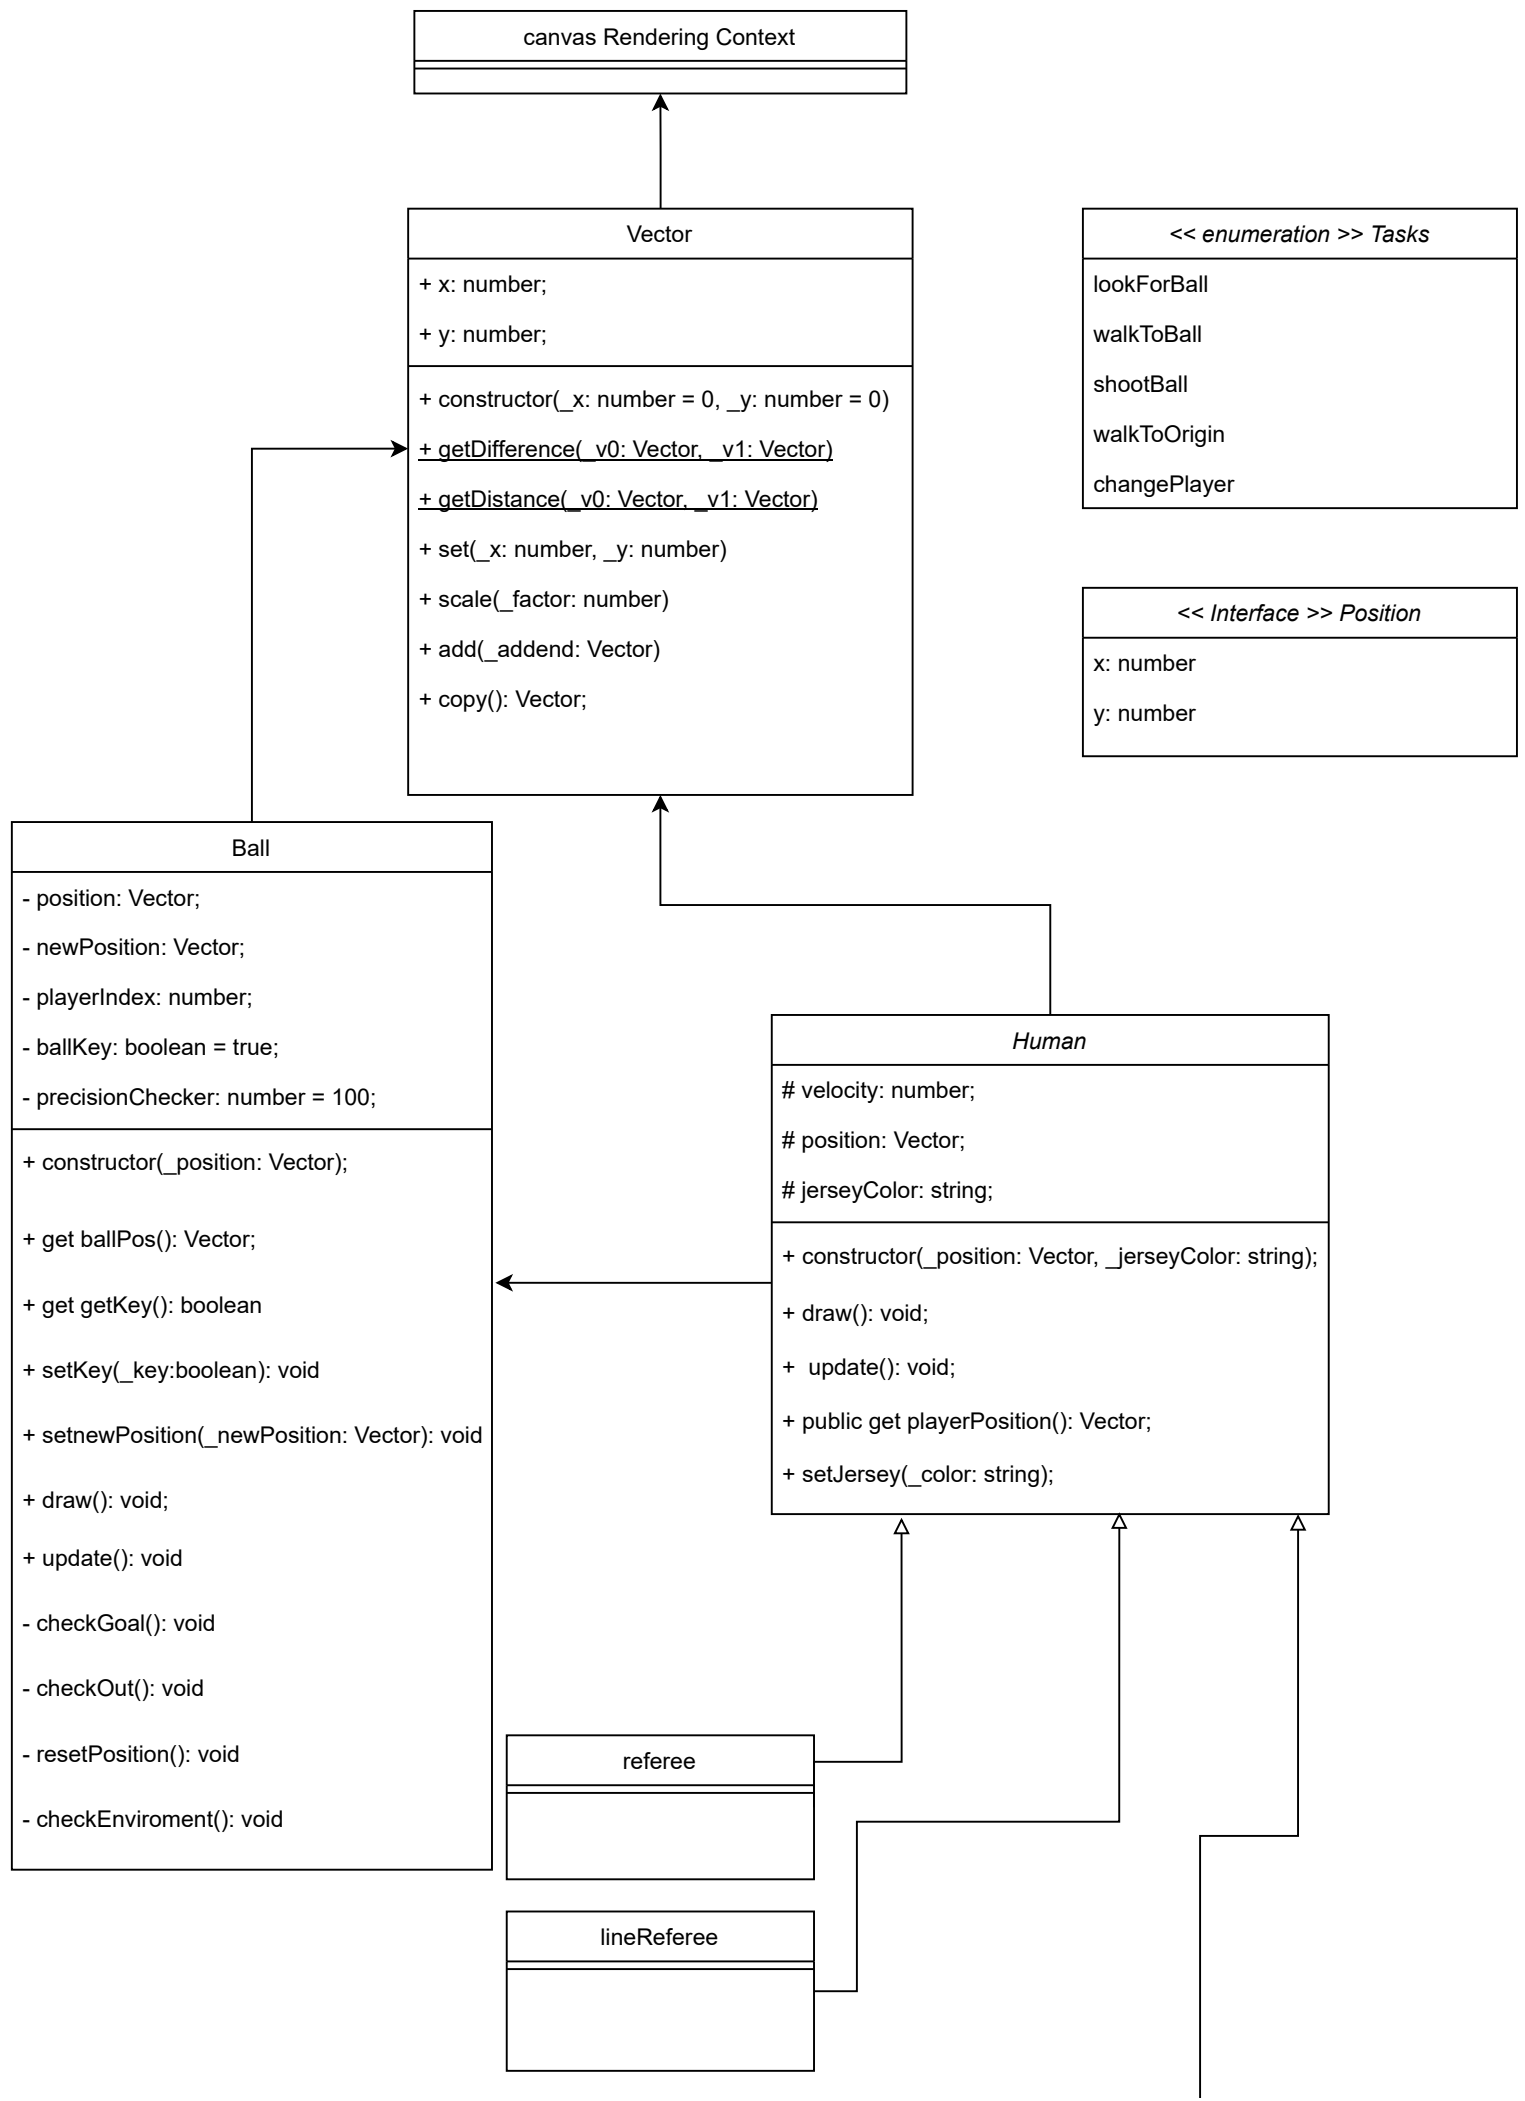 canvas Rendering Context
Vector
+ x: number;
+ y: number;
+ constructor(_x: number = 0, _y: number = 0)
+ getDifference(_v0: Vector, _v1: Vector)
+ getDistance(_v0: Vector, _v1: Vector)
+ set(_x: number, _y: number)
+ scale(_factor: number)
+ add(_addend: Vector)
+ copy(): Vector;
<< enumeration >> Tasks
lookForBall
walkToBall
shootBall
walkToOrigin
changePlayer
<< Interface >> Position
x: number
y: number
Ball
- position: Vector;
- newPosition: Vector;
- playerIndex: number;
- ballKey: boolean = true;
- precisionChecker: number = 100;
+ constructor(_position: Vector);
+ get ballPos(): Vector;
+ get getKey(): boolean
+ setKey(_key:boolean): void
+ setnewPosition(_newPosition: Vector): void
+ draw(): void;
+ update(): void
- checkGoal(): void
- checkOut(): void
- resetPosition(): void
- checkEnviroment(): void
Human
# velocity: number;
# position: Vector;
# jerseyColor: string;
+ constructor(_position: Vector, _jerseyColor: string);
+ draw(): void;
+  update(): void;
+ public get playerPosition(): Vector;
+ setJersey(_color: string);
referee
lineReferee